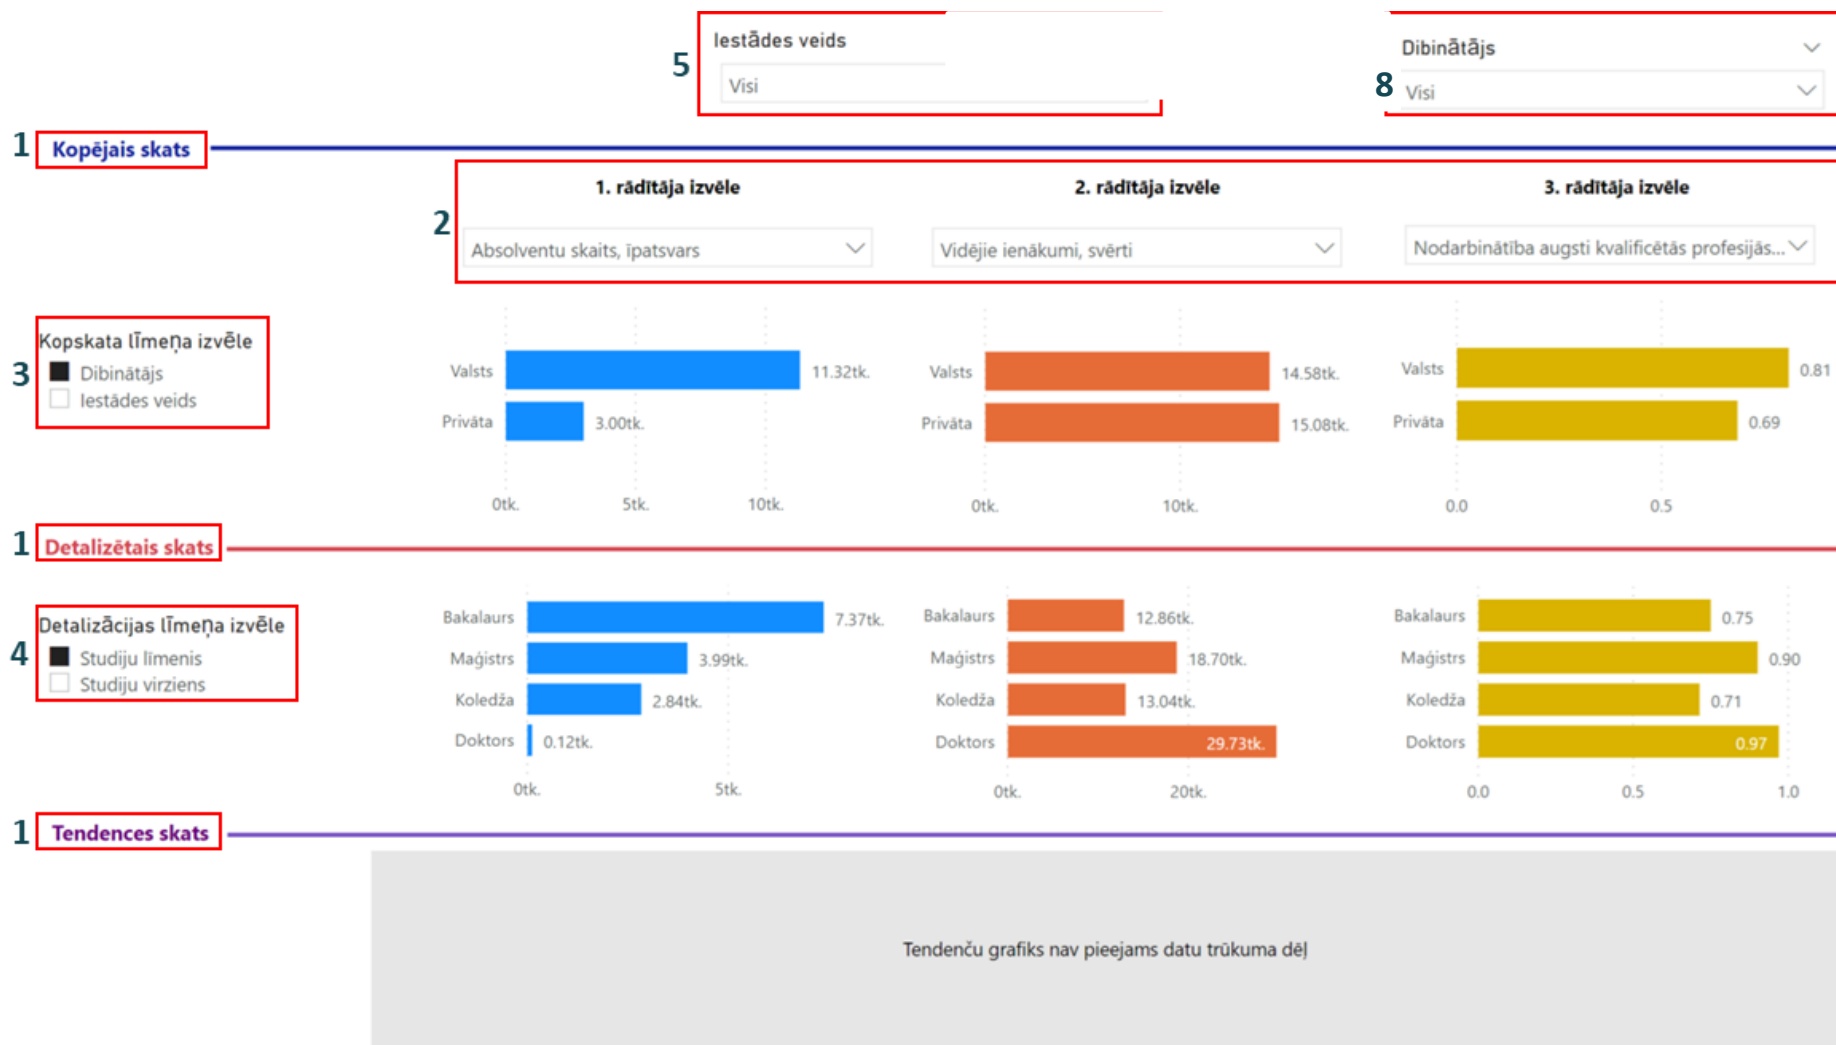 Iestādes veids
5
Visi
Dibinātājs
8
Visi
1
Kopējais skats
2
1. rādītāja izvēle
2. rādītāja izvēle
3. rādītāja izvēle
Absolventu skaits, īpatsvars
Vidējie ienākumi, svērti
Nodarbinātība augsti kvalificētās profesijās...
3
Kopskata līmeņa izvēle
Dibinātājs
Iestādes veids
Valsts
11.32tk.
Privāta
3.00tk.
0tk.
5tk.
10tk.
Valsts
14.58tk.
Privāta
15.08tk.
0tk.
10tk.
Valsts
0.81
Privāta
0.69
0.0
0.5
1
Detalizētais skats
4
Detalizācijas līmeņa izvēle
Studiju līmenis
Studiju virziens
Bakalaurs
7.37tk.
Maģistrs
3.99tk.
Koledža
2.84tk.
Doktors
0.12tk.
0tk.
5tk.
Bakalaurs
12.86tk.
Maģistrs
18.70tk.
Koledža
13.04tk.
Doktors
29.73tk.
0tk.
20tk.
Bakalaurs
0.75
Maģistrs
0.90
Koledža
0.71
Doktors
0.97
0.0
0.5
1.0
1
Tendences skats
Tendenču grafiks nav pieejams datu trūkuma dēļ